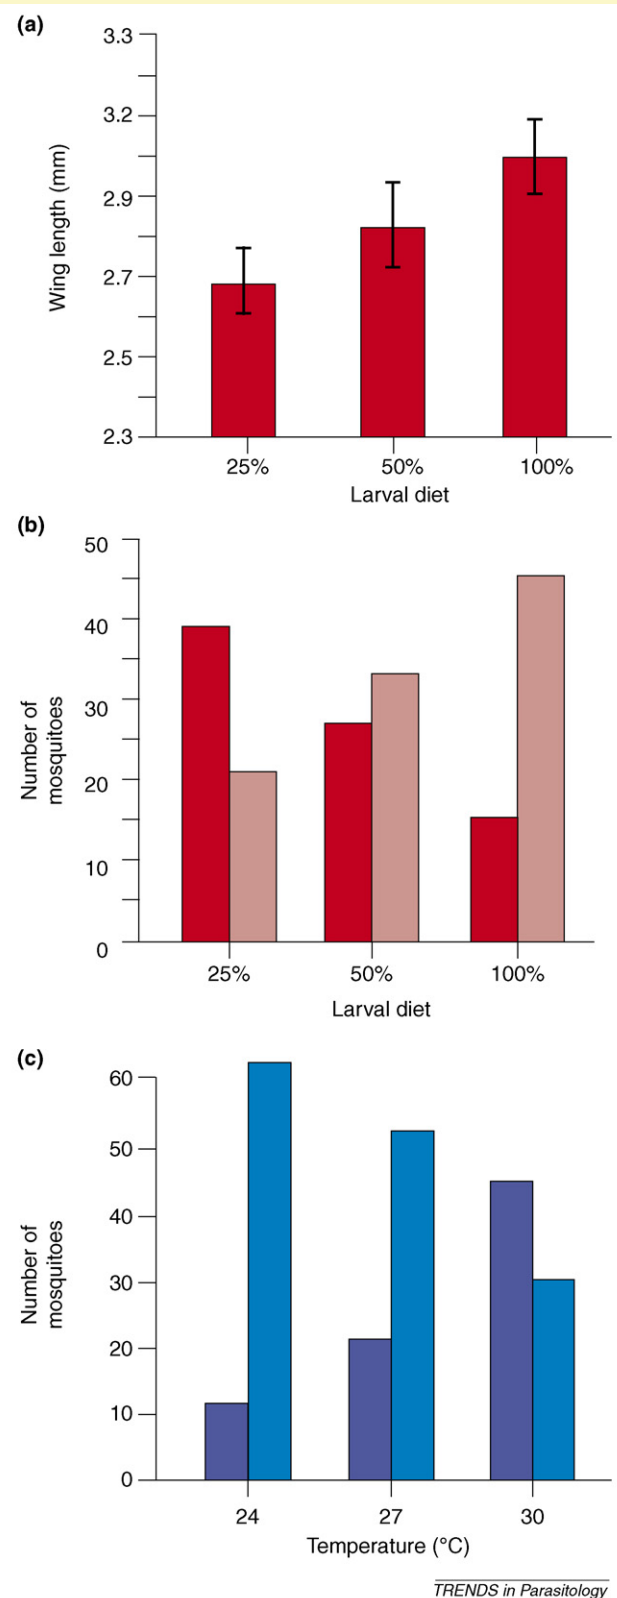 (a)
3.3
3.2
2.9
2.7
2.5
2.3
Wing length (mm)
25% 50% 100%
Larval diet
(b)
50
40
30
20
10
0
Number of
mosquitoes
25% 50% 100%
Larval diet
(c)
60
50
40
30
20
10
0
Number of
mosquitoes
24 27 30
Temperature (°C)
TRENDS in Parasitology